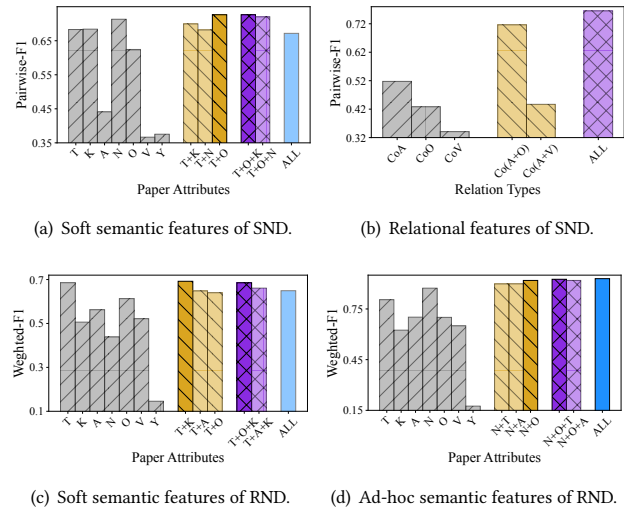 Pairwise-F1
0.65
0.55
0.45
0.35
T K A N O V Y T+K T+N T+O T+O+K T+O+N ALL
Paper Attributes
(a) Soft semantic features of SND.
Pairwise-F1
0.72
0.62
0.52
0.42
0.32
CoA CoO CoV Co(A+O) Co(A+V) ALL
Relation Types
(b) Relational features of SND.
Weghted-F1
0.7
0.5
0.3
0.1
T K A N O V Y T+K T+A T+O T+O+K T+A+K ALL
Paper Attributes
(c) Soft semantic features of RND.
Weghted-F1
0.75
0.45
0.15
T K A N O V Y N+T N+A N+O N+O+T N+O+A ALL
Paper Attributes
(d) Ad-hoc semantic features of RND.